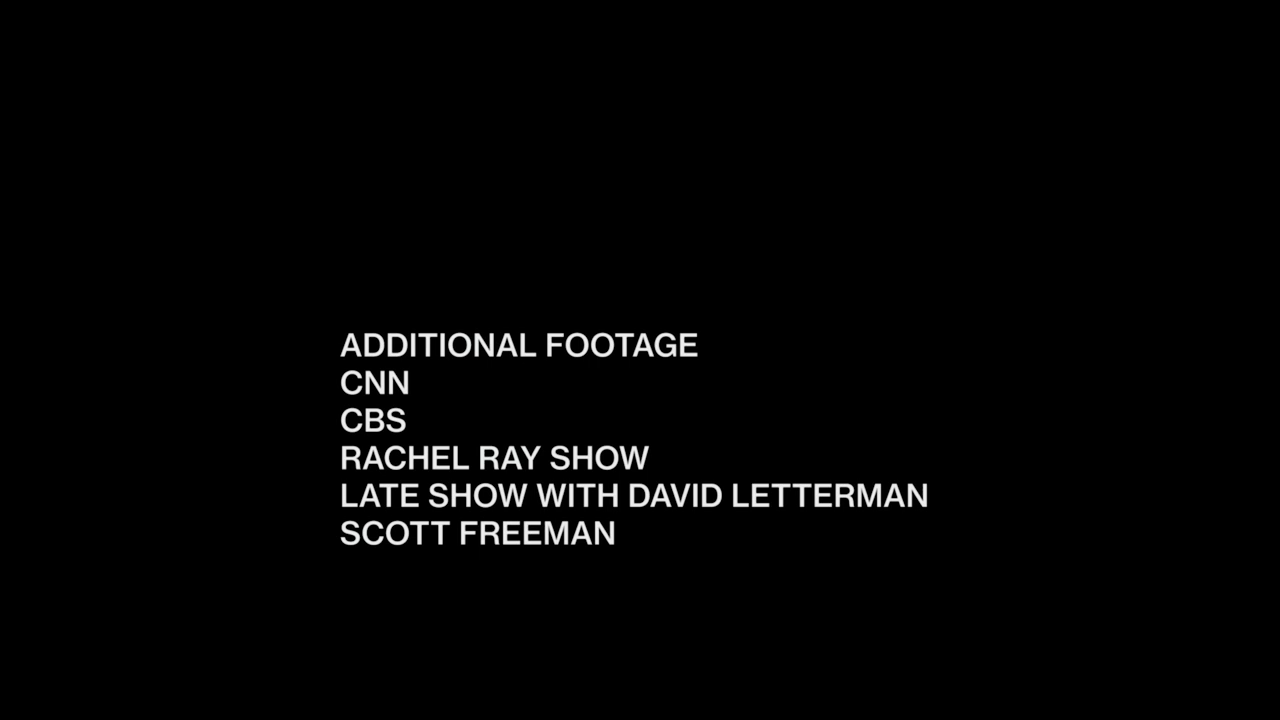 ADDITIONAL FOOTAGE
CNN
CBS
RACHEL RAY SHOW
LATE SHOW WITH DAVID LETTERMAN
SCOTT FREEMAN